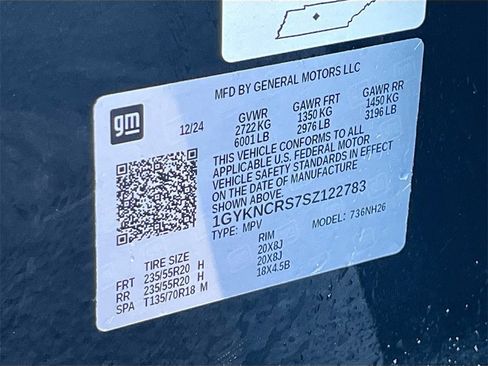 MFD BY GENERAL MOTORS LLC
gm
12/24
GVWR GAWR FRT GAWR RR
2722 KG 1350 KG 1450 KG
6001 LB 2976 LB 3196 LB
THIS VEHICLE CONFORMS TO ALL
APPLICABLE U.S. FEDERAL MOTOR
VEHICLE SAFETY STANDARDS IN EFFECT
ON THE DATE OF MANUFACTURE
1GYKNCRS7SZ122783
TYPE: MPV MODEL: 736NH26
TIRE SIZE RIM
FRT 235/55R20 H 20X8J
RR 235/55R20 H 20X8J
SPA T135/70R18 M 18X4.5B